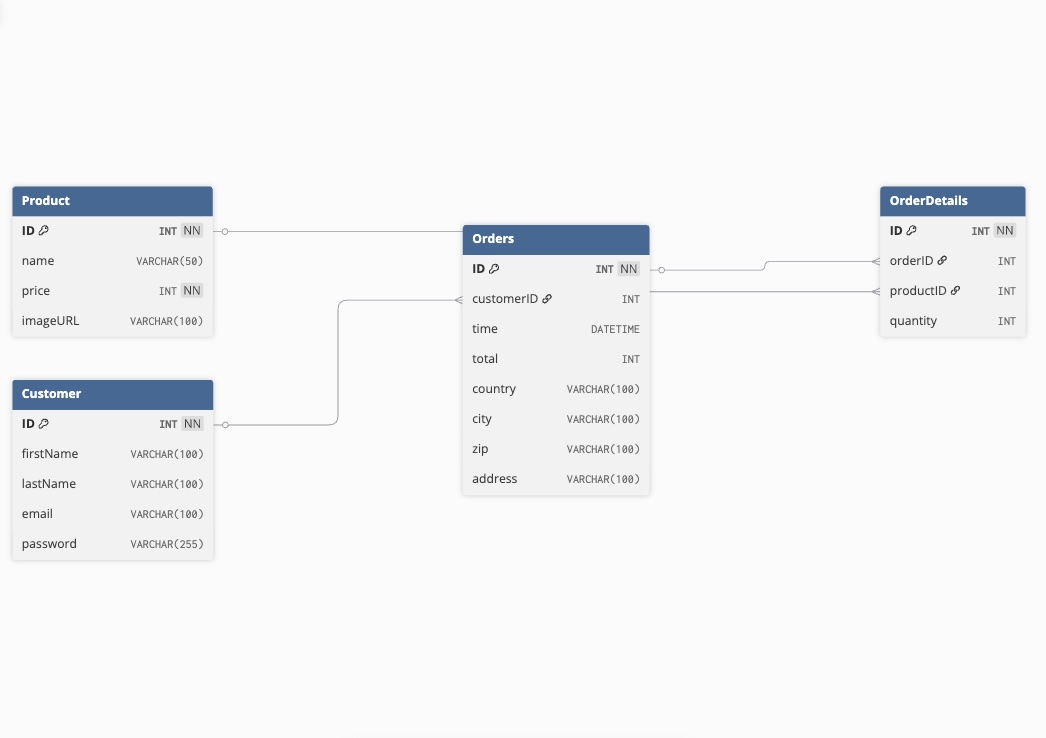 Product
ID INT NN
name VARCHAR(50)
price INT NN
imageURL VARCHAR(100)
Customer
ID INT NN
firstName VARCHAR(100)
lastName VARCHAR(100)
email VARCHAR(100)
password VARCHAR(255)
Orders
ID INT NN
customerID INT
time DATETIME
total INT
country VARCHAR(100)
city VARCHAR(100)
zip VARCHAR(100)
address VARCHAR(100)
OrderDetails
ID INT NN
orderID INT
productID INT
quantity INT